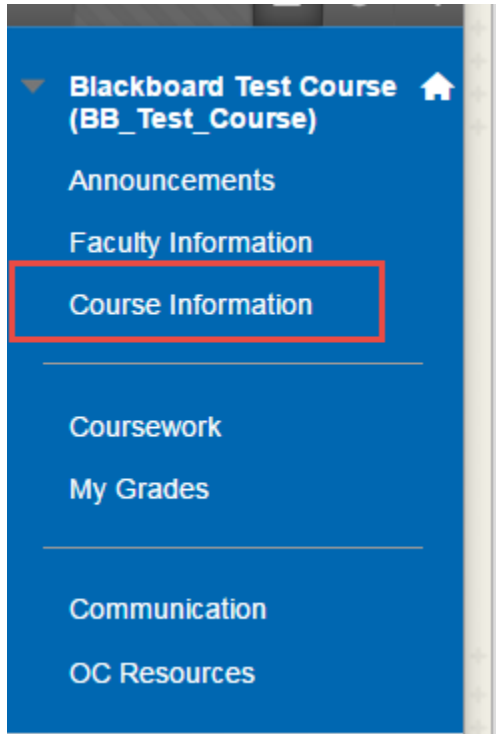 Blackboard Test Course
(BB_Test_Course)
Announcements
Faculty Information
Course Information
Coursework
My Grades
Communication
OC Resources